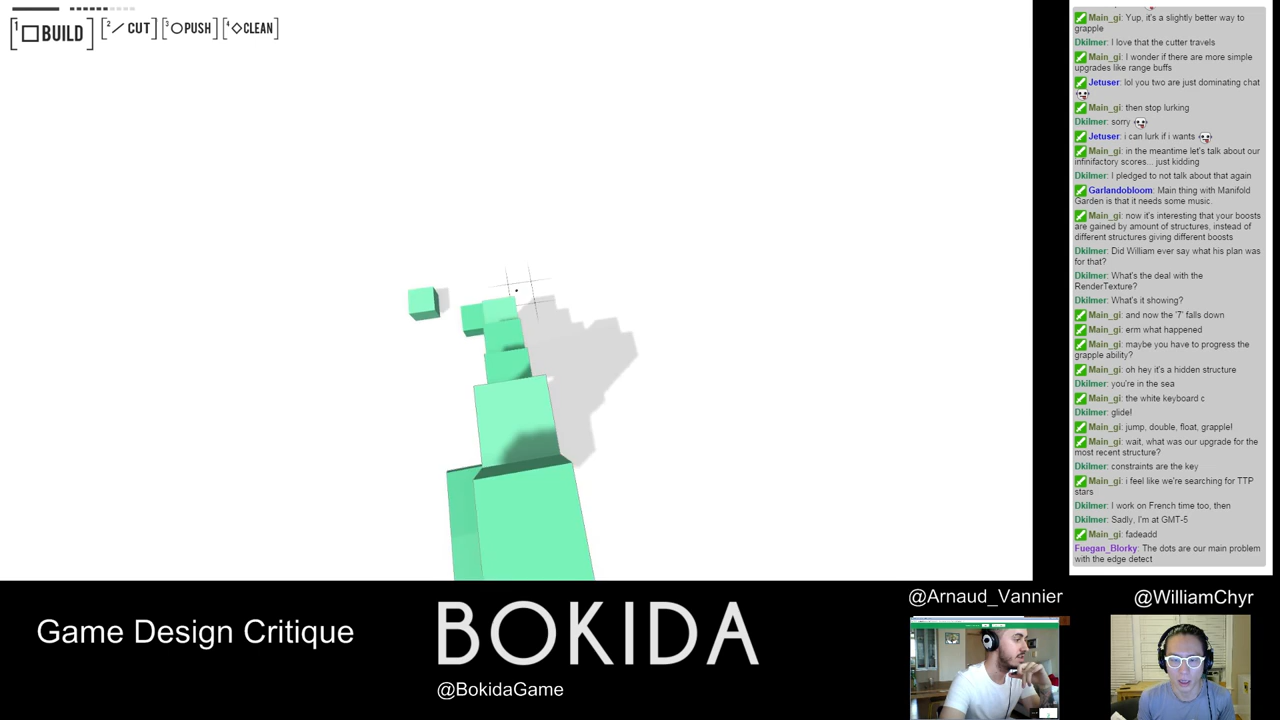 1 BUILD 2 CUT 3 PUSH 4 CLEAN
Main_gi: Yup, it's a slightly better way to
grapple
Dkilmer: I love that the cutter travels
Main_gi: I wonder if there are more simple
upgrades like range buffs
Jetuser: lol you two are just dominating chat
Main_gi: then stop lurking
Dkilmer: sorry
Jetuser: i can lurk if i wants
Main_gi: in the meantime let's talk about our
infinifactory scores... just kidding
Dkilmer: I pledged to not talk about that again
Garlandobloom: Main thing with Manifold
Garden is that it needs some music.
Main_gi: now it's interesting that your boosts
are gained by amount of structures, instead of
different structures giving different boosts
Dkilmer: Did William ever say what his plan was
for that?
Dkilmer: What's the deal with the
RenderTexture?
Dkilmer: What's it showing?
Main_gi: and now the '7' falls down
Main_gi: erm what happened
Main_gi: maybe you have to progress the
grapple ability?
Main_gi: oh hey it's a hidden structure
Dkilmer: you're in the sea
Main_gi: the white keyboard c
Dkilmer: glide!
Main_gi: jump, double, float, grapple!
Main_gi: wait, what was our upgrade for the
most recent structure?
Dkilmer: constraints are the key
Main_gi: i feel like we're searching for TTP
stars
Dkilmer: I work on French time too, then
Dkilmer: Sadly, I'm at GMT-5
Main_gi: fadeadd
Fuegan_Blorky: The dots are our main problem
with the edge detect
Game Design Critique
BOKIDA
@BokidaGame
@Arnaud_Vannier
@WilliamChyr